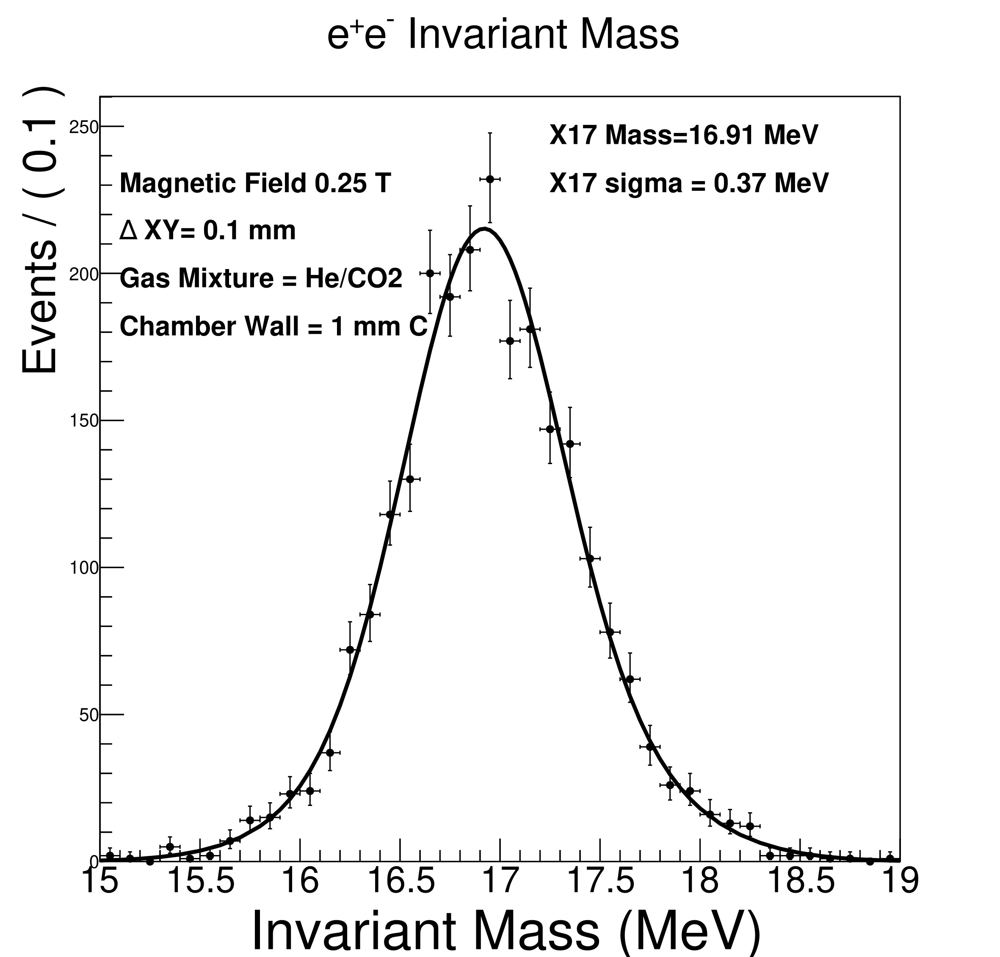 e+e- Invariant Mass
Events / ( 0.1 )
X17 Mass=16.91 MeV
Magnetic Field 0.25 T
X17 sigma = 0.37 MeV
Δ XY= 0.1 mm
Gas Mixture = He/CO2
Chamber Wall = 1 mm C
250
200
150
100
50
0
15 15.5 16 16.5 17 17.5 18 18.5 19
Invariant Mass (MeV)